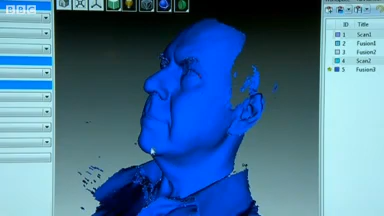 BBC
ID Title
1 Scan1
2 Fusion1
3 Fusion2
4 Scan2
5 Fusion3